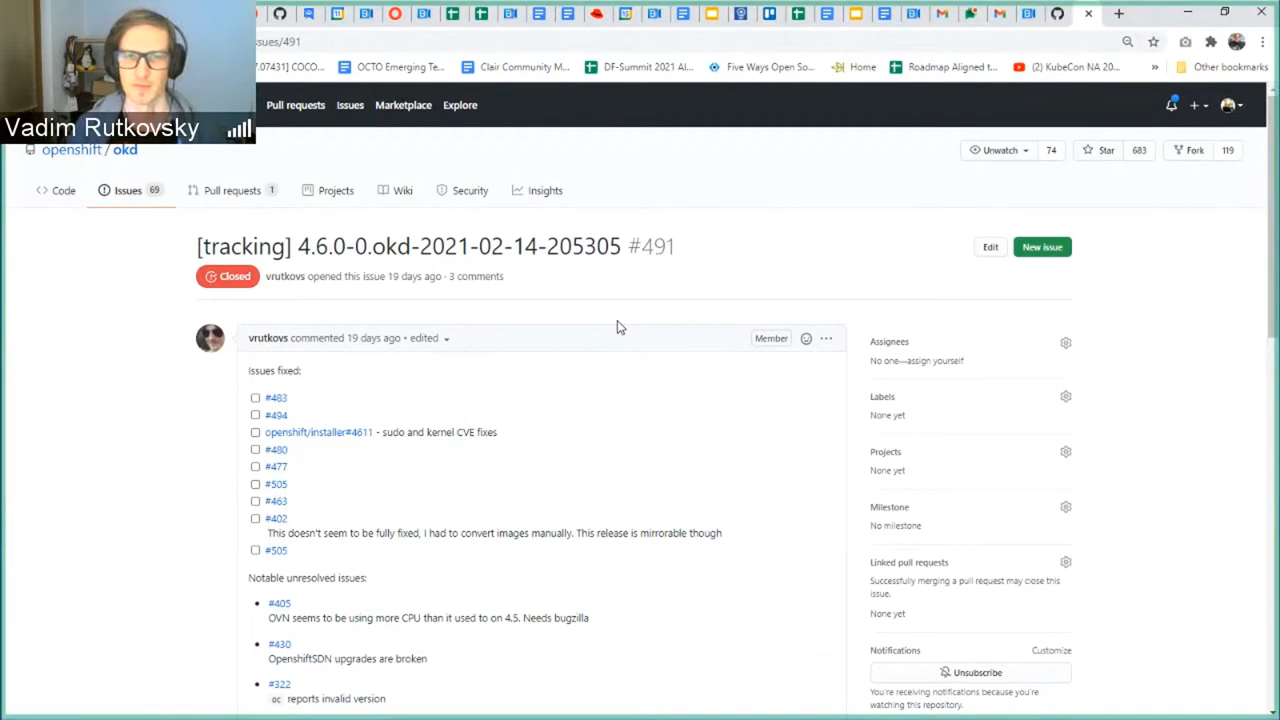 31
sues/491
.07431] COCO...
OCTO Emerging Te...
Clair Community M...
DF-Summit 2021 Al...
Five Ways Open So...
Home
Roadmap Aligned t...
(2) KubeCon NA 20...
»
Other bookmarks
Pull requests
Issues
Marketplace
Explore
Vadim Rutkovsky
openshift / okd
Unwatch
74
Star
683
Fork
119
Code
Issues 69
Pull requests 1
Projects
Wiki
Security
Insights
[tracking] 4.6.0-0.okd-2021-02-14-205305 #491
Edit
New issue
Closed
vrutkovs opened this issue 19 days ago · 3 comments
vrutkovs commented 19 days ago • edited
Member
Issues fixed:
#483
#494
openshift/installer#4611 - sudo and kernel CVE fixes
#480
#477
#505
#463
#402
This doesn't seem to be fully fixed, I had to convert images manually. This release is mirrorable though
#505
Notable unresolved issues:
• #405
OVN seems to be using more CPU than it used to on 4.5. Needs bugzilla
• #430
OpenshiftSDN upgrades are broken
• #322
oc reports invalid version
Assignees
No one—assign yourself
Labels
None yet
Projects
None yet
Milestone
No milestone
Linked pull requests
Successfully merging a pull request may close this
issue.
None yet
Notifications
Customize
Unsubscribe
You're receiving notifications because you're
watching this repository.